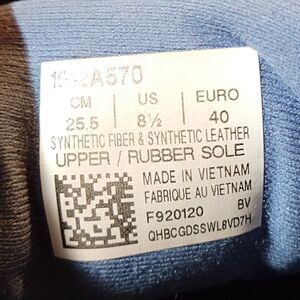 CM US EURO
25.5 8½ 40
SYNTHETIC FIBER & SYNTHETIC LEATHER
UPPER / RUBBER SOLE
MADE IN VIETNAM
FABRIQUE AU VIETNAM
F920120 BV
QHBCGDSSWL8VD7H